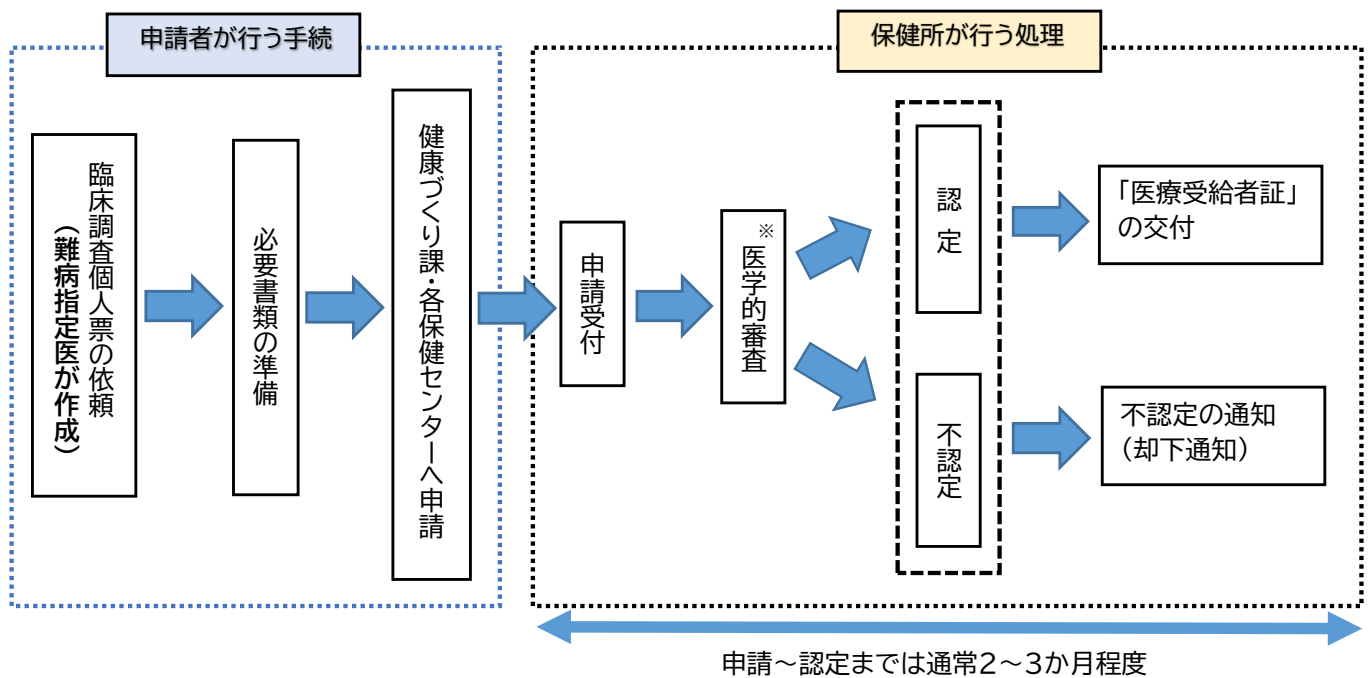 申請者が行う手続
臨床調査個人票の依頼
(難病指定医が作成)
必要書類の準備
健康づくり課・各保健センターへ申請
保健所が行う処理
申請受付
※
医学的審査
認定
「医療受給者証」
の交付
不認定
不認定の通知
(却下通知)
申請～認定までは通常2～3か月程度